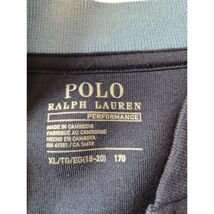 POLO
RALPH LAUREN
PERFORMANCE
MADE IN CAMBODIA
FABRIQUÉ AU CAMBODGE
HECHO EN CAMBOYA
RN 41381 / CA 56658
XL/TG/EG(18-20) 170